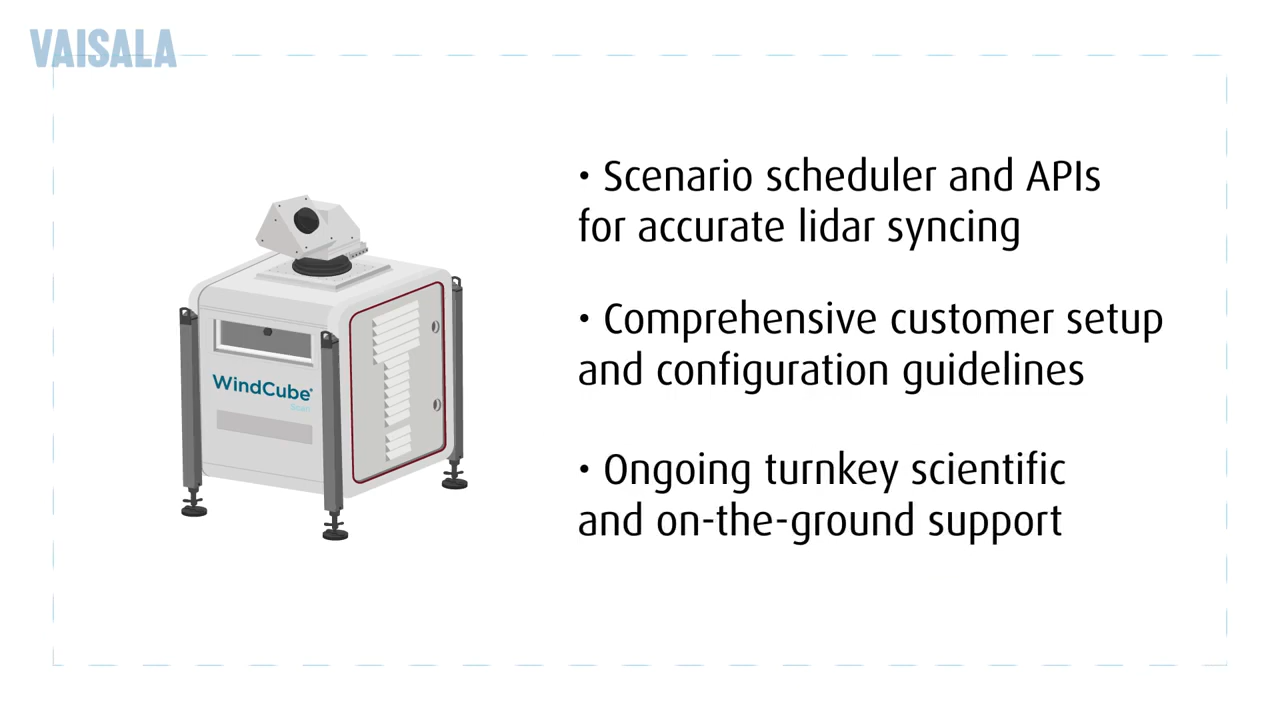 VAISALA
• Scenario scheduler and APIs
for accurate lidar syncing
• Comprehensive customer setup
and configuration guidelines
WindCube®
Scan
• Ongoing turnkey scientific
and on-the-ground support